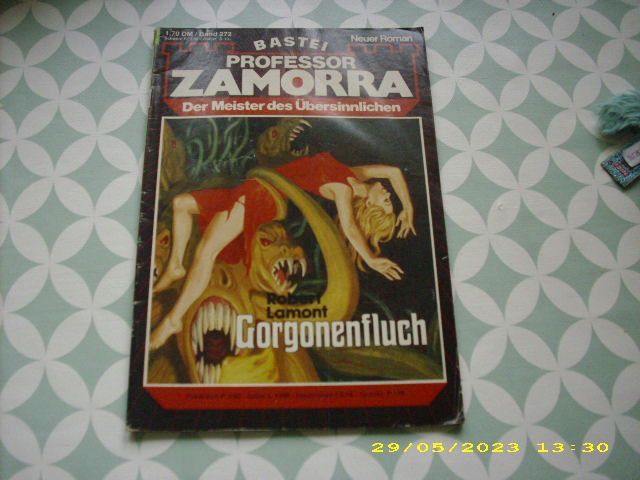 1,70 DM / Band 272
BASTEI
Neuer Roman
PROFESSOR
ZAMORRA
Der Meister des Übersinnlichen
Robert
Lamont
Gorgonenfluch
29/05/2023 13:30